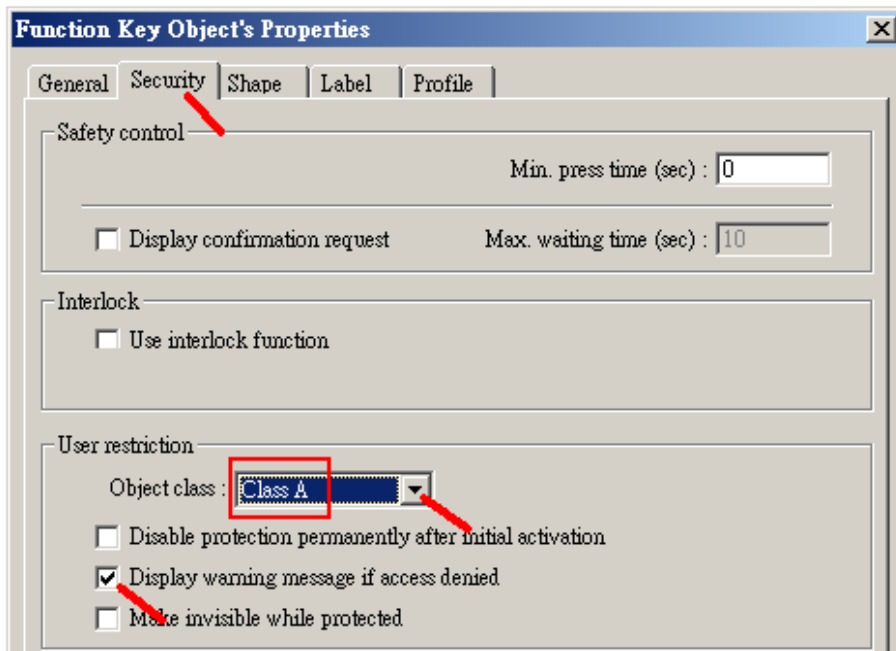 Function Key Object's Properties
General Security Shape Label Profile
Safety control
Min. press time (sec) : 0
Display confirmation request Max. waiting time (sec) : 10
Interlock
Use interlock function
User restriction
Object class : Class A
Disable protection permanently after initial activation
Display warning message if access denied
Make invisible while protected